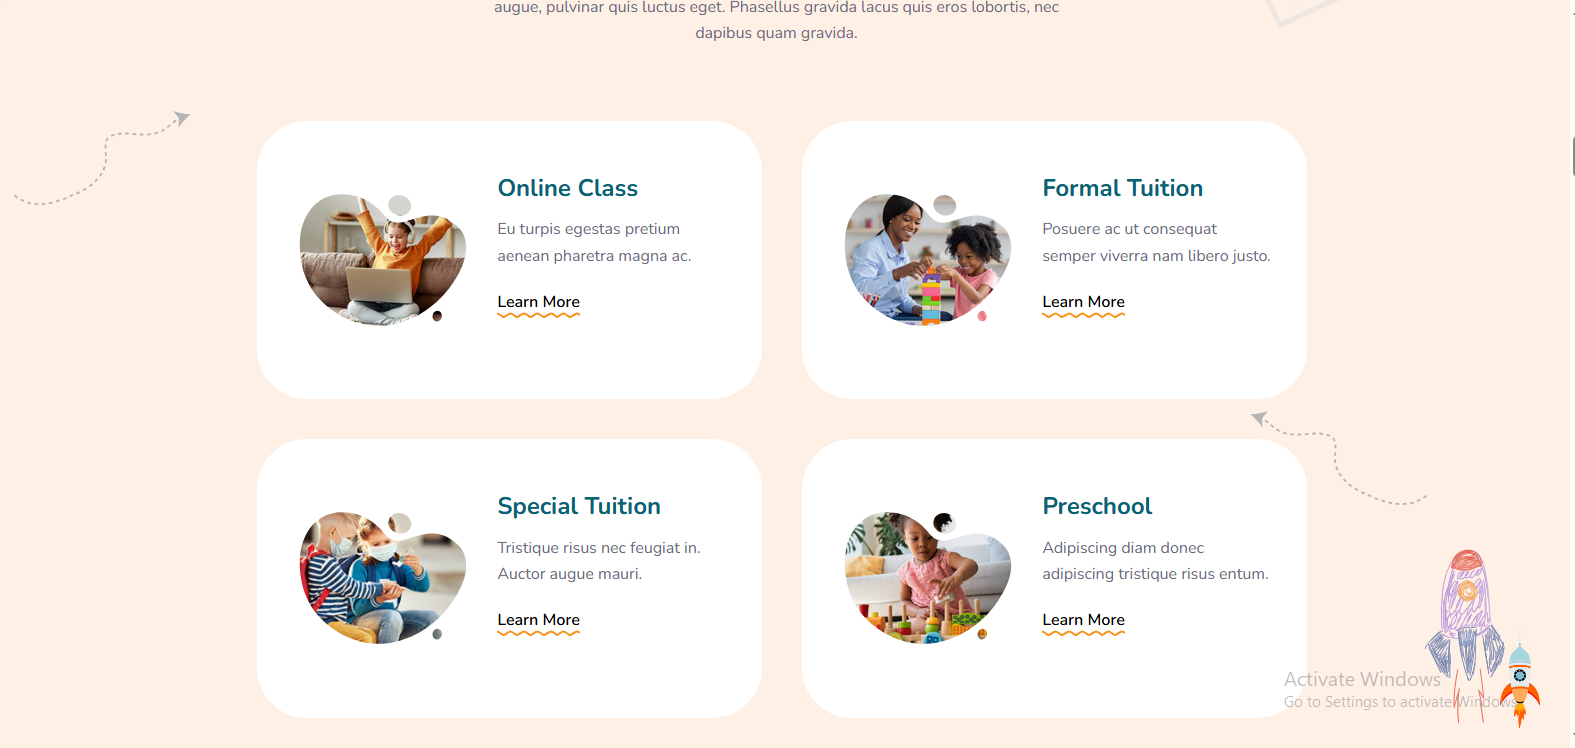 augue, pulvinar quis luctus eget. Phasellus gravida lacus quis eros lobortis, nec
dapibus quam gravida.
Online Class
Eu turpis egestas pretium
aenean pharetra magna ac.
Learn More
Formal Tuition
Posuere ac ut consequat
semper viverra nam libero justo.
Learn More
Special Tuition
Tristique risus nec feugiat in.
Auctor augue mauri.
Learn More
Preschool
Adipiscing diam donec
adipiscing tristique risus entum.
Learn More
Activate Windows
Go to Settings to activate Windows.